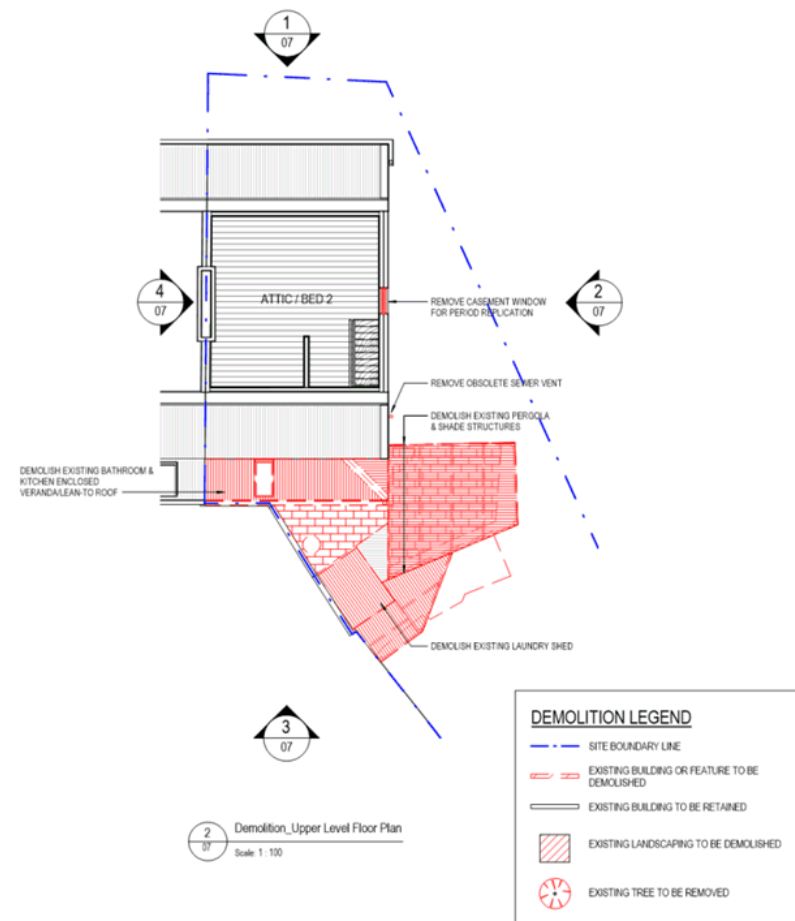 1
07
4
07
ATTIC / BED 2
REMOVE CASEMENT WINDOW
FOR PERIOD REPLICATION
2
07
REMOVE OBSOLETE SEWER VENT
DEMOLISH EXISTING PERGOLA
& SHADE STRUCTURES
DEMOLISH EXISTING BATHROOM &
KITCHEN ENCLOSED
VERANDA/LEAN-TO ROOF
DEMOLISH EXISTING LAUNDRY SHED
3
07
DEMOLITION LEGEND
SITE BOUNDARY LINE
EXISTING BUILDING OR FEATURE TO BE
DEMOLISHED
EXISTING BUILDING TO BE RETAINED
EXISTING LANDSCAPING TO BE DEMOLISHED
EXISTING TREE TO BE REMOVED
2
07
Demolition_Upper Level Floor Plan
Scale: 1 : 100